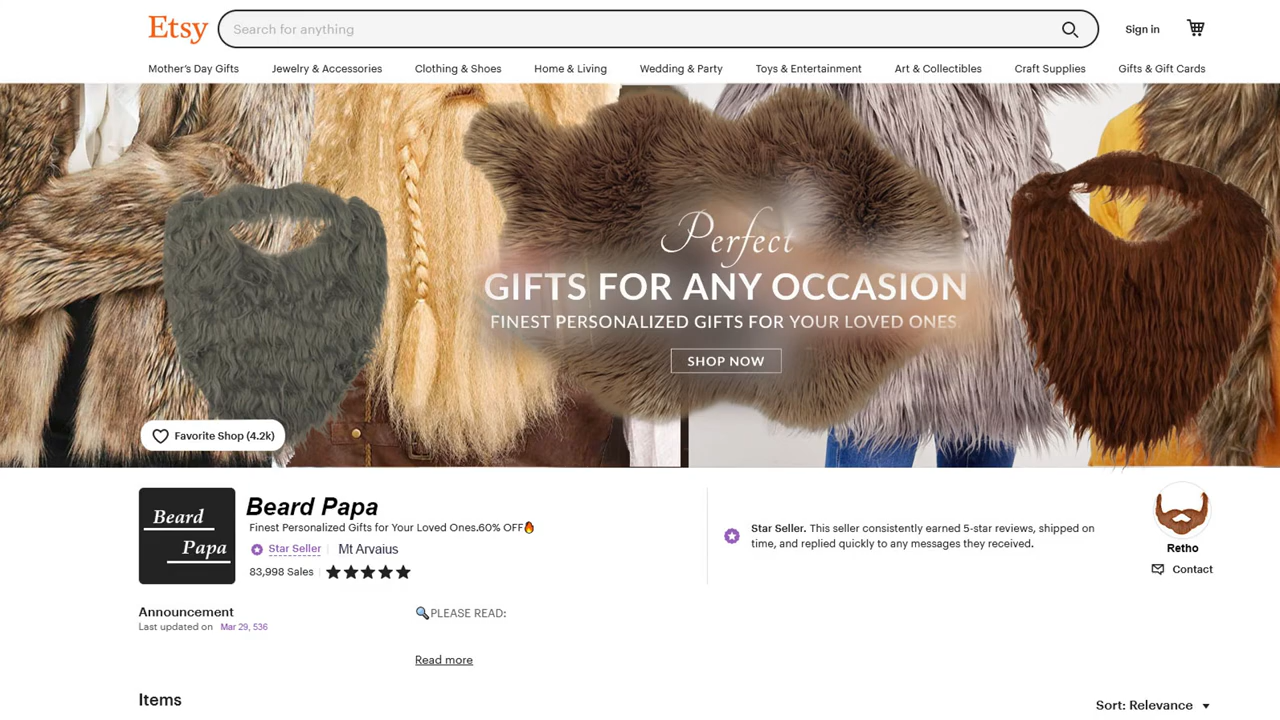 Etsy
Search for anything
Sign in
Mother's Day Gifts
Jewelry & Accessories
Clothing & Shoes
Home & Living
Wedding & Party
Toys & Entertainment
Art & Collectibles
Craft Supplies
Gifts & Gift Cards
Perfect
GIFTS FOR ANY OCCASION
FINEST PERSONALIZED GIFTS FOR YOUR LOVED ONES.
SHOP NOW
Favorite Shop (4.2k)
Beard
Papa
Beard Papa
Finest Personalized Gifts for Your Loved Ones.60% OFF🔥
Star Seller
Mt Arvaius
83,998 Sales
Star Seller. This seller consistently earned 5-star reviews, shipped on
time, and replied quickly to any messages they received.
Retho
Contact
Announcement
Last updated on Mar 29, 536
🔍PLEASE READ:
Read more
Items
Sort: Relevance